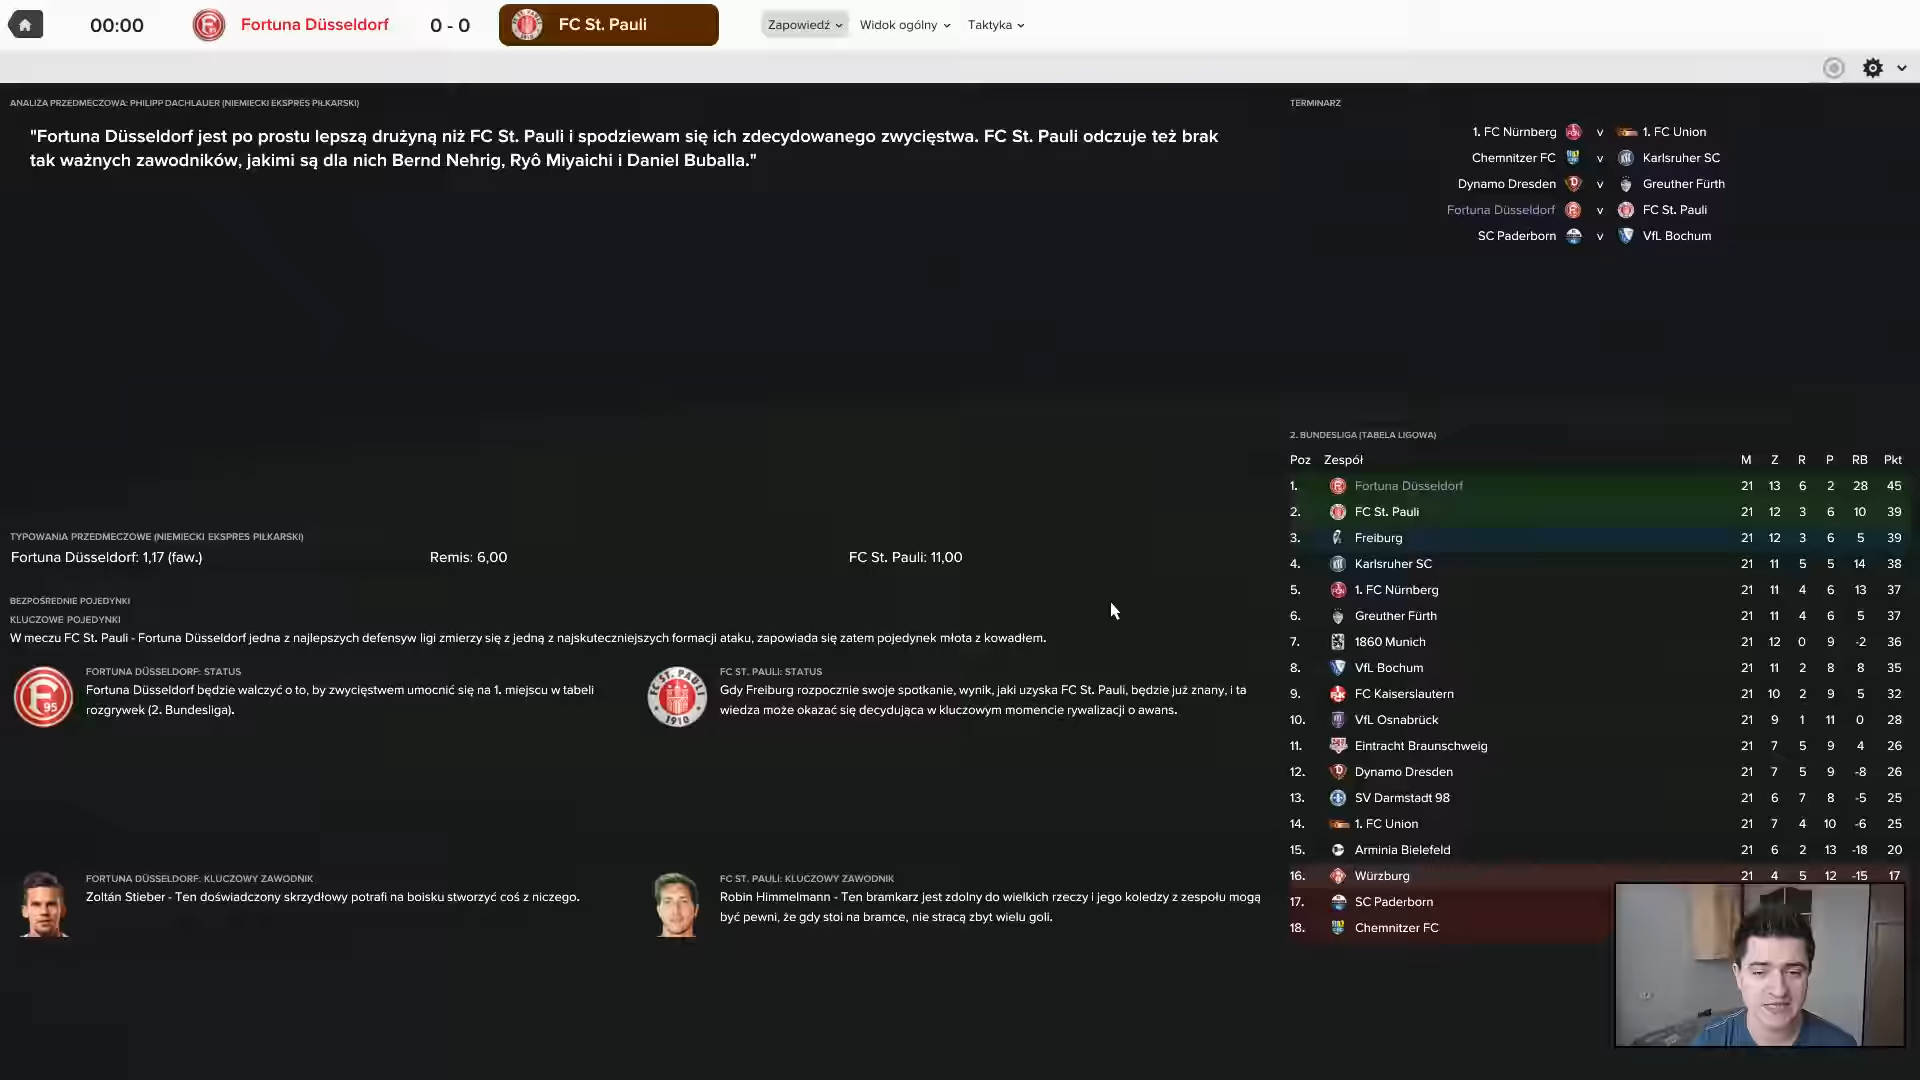 00:00
Fortuna Düsseldorf
0 - 0
FC St. Pauli
Zapowiedź
Widok ogólny
Taktyka
ANALIZA PRZEDMECZOWA: PHILIPP DACHLAUER (NIEMIECKI EKSPRES PIŁKARSKI)
"Fortuna Düsseldorf jest po prostu lepszą drużyną niż FC St. Pauli i spodziewam się ich zdecydowanego zwycięstwa. FC St. Pauli odczuje też brak
tak ważnych zawodników, jakimi są dla nich Bernd Nehrig, Ryô Miyaichi i Daniel Buballa."
TERMINARZ
1. FC Nürnberg v 1. FC Union
Chemnitzer FC v Karlsruher SC
Dynamo Dresden v Greuther Fürth
Fortuna Düsseldorf v FC St. Pauli
SC Paderborn v VfL Bochum
TYPOWANIA PRZEDMECZOWE (NIEMIECKI EKSPRES PIŁKARSKI)
Fortuna Düsseldorf: 1,17 (faw.)
Remis: 6,00
FC St. Pauli: 11,00
BEZPOŚREDNIE POJEDYNKI
KLUCZOWE POJEDYNKI
W meczu FC St. Pauli - Fortuna Düsseldorf jedna z najlepszych defensyw ligi zmierzy się z jedną z najskuteczniejszych formacji ataku, zapowiada się zatem pojedynek młota z kowadłem.
FORTUNA DÜSSELDORF: STATUS
Fortuna Düsseldorf będzie walczyć o to, by zwycięstwem umocnić się na 1. miejscu w tabeli
rozgrywek (2. Bundesliga).
FC ST. PAULI: STATUS
Gdy Freiburg rozpocznie swoje spotkanie, wynik, jaki uzyska FC St. Pauli, będzie już znany, i ta
wiedza może okazać się decydująca w kluczowym momencie rywalizacji o awans.
F
95
FC ST. PAULI
1910
FORTUNA DÜSSELDORF: KLUCZOWY ZAWODNIK
Zoltán Stieber - Ten doświadczony skrzydłowy potrafi na boisku stworzyć coś z niczego.
FC ST. PAULI: KLUCZOWY ZAWODNIK
Robin Himmelmann - Ten bramkarz jest zdolny do wielkich rzeczy i jego koledzy z zespołu mogą
być pewni, że gdy stoi na bramce, nie stracą zbyt wielu goli.
2. BUNDESLIGA (TABELA LIGOWA)
Poz Zespół M Z R P RB Pkt
1. Fortuna Düsseldorf 21 13 6 2 28 45
2. FC St. Pauli 21 12 3 6 10 39
3. Freiburg 21 12 3 6 5 39
4. Karlsruher SC 21 11 5 5 14 38
5. 1. FC Nürnberg 21 11 4 6 13 37
6. Greuther Fürth 21 11 4 6 5 37
7. 1860 Munich 21 12 0 9 -2 36
8. VfL Bochum 21 11 2 8 8 35
9. FC Kaiserslautern 21 10 2 9 5 32
10. VfL Osnabrück 21 9 1 11 0 28
11. Eintracht Braunschweig 21 7 5 9 4 26
12. Dynamo Dresden 21 7 5 9 -8 26
13. SV Darmstadt 98 21 6 7 8 -5 25
14. 1. FC Union 21 7 4 10 -6 25
15. Arminia Bielefeld 21 6 2 13 -18 20
16. Würzburg 21 4 5 12 -15 17
17. SC Paderborn
18. Chemnitzer FC